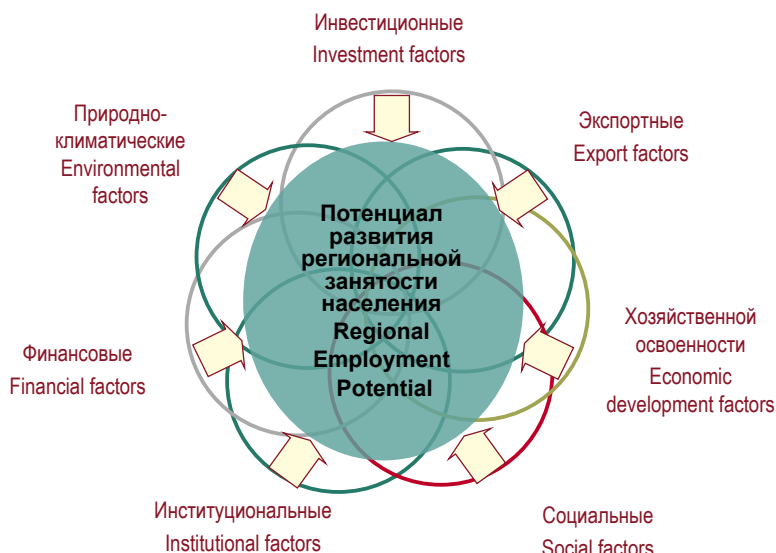 Инвестиционные
Investment factors
Природно-
климатические
Environmental
factors
Экспортные
Export factors
Потенциал
развития
региональной
занятости
населения
Regional
Employment
Potential
Хозяйственной
освоенности
Economic
development factors
Финансовые
Financial factors
Институциональные
Institutional factors
Социальные
Social factors